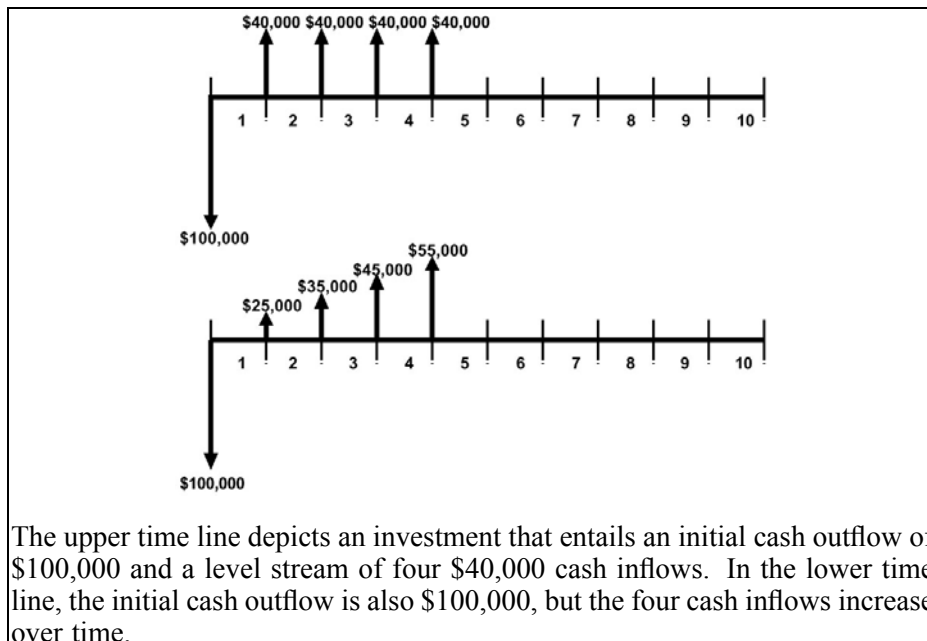 $40,000 $40,000 $40,000 $40,000
1 2 3 4 5 6 7 8 9 10
$100,000
$55,000
$45,000
$35,000
$25,000
1 2 3 4 5 6 7 8 9 10
$100,000
The upper time line depicts an investment that entails an initial cash outflow of
$100,000 and a level stream of four $40,000 cash inflows. In the lower time
line, the initial cash outflow is also $100,000, but the four cash inflows increase
over time.